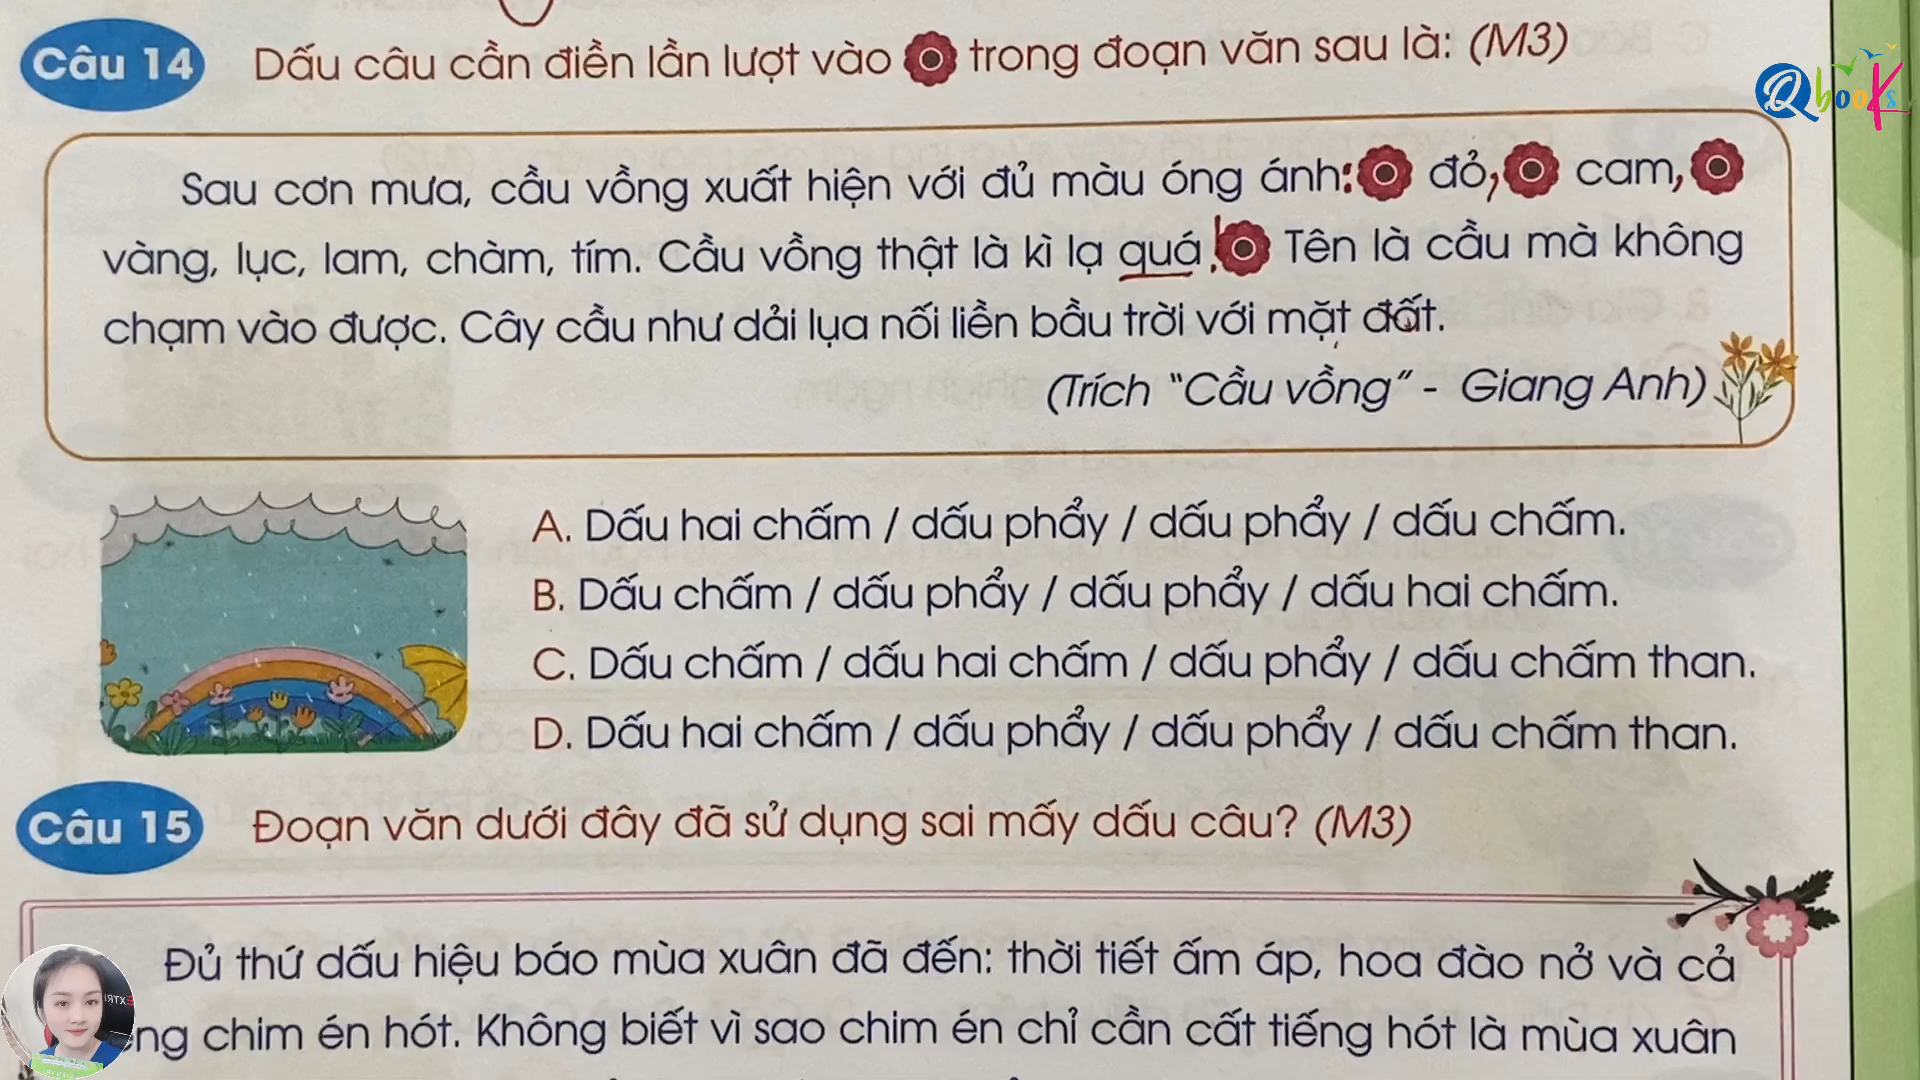 Câu 14 Dấu câu cần điền lần lượt vào trong đoạn văn sau là: (M3)
Qbooks
Sau cơn mưa, cầu vồng xuất hiện với đủ màu óng ánh: đỏ, cam,
vàng, lục, lam, chàm, tím. Cầu vồng thật là kì lạ quá! Tên là cầu mà không
chạm vào được. Cây cầu như dải lụa nối liền bầu trời với mặt đất.
(Trích “Cầu vồng” - Giang Anh)
A. Dấu hai chấm / dấu phẩy / dấu phẩy / dấu chấm.
B. Dấu chấm / dấu phẩy / dấu phẩy / dấu hai chấm.
C. Dấu chấm / dấu hai chấm / dấu phẩy / dấu chấm than.
D. Dấu hai chấm / dấu phẩy / dấu phẩy / dấu chấm than.
Câu 15 Đoạn văn dưới đây đã sử dụng sai mấy dấu câu? (M3)
Đủ thứ dấu hiệu báo mùa xuân đã đến: thời tiết ấm áp, hoa đào nở và cả
chim én hót. Không biết vì sao chim én chỉ cần cất tiếng hót là mùa xuân